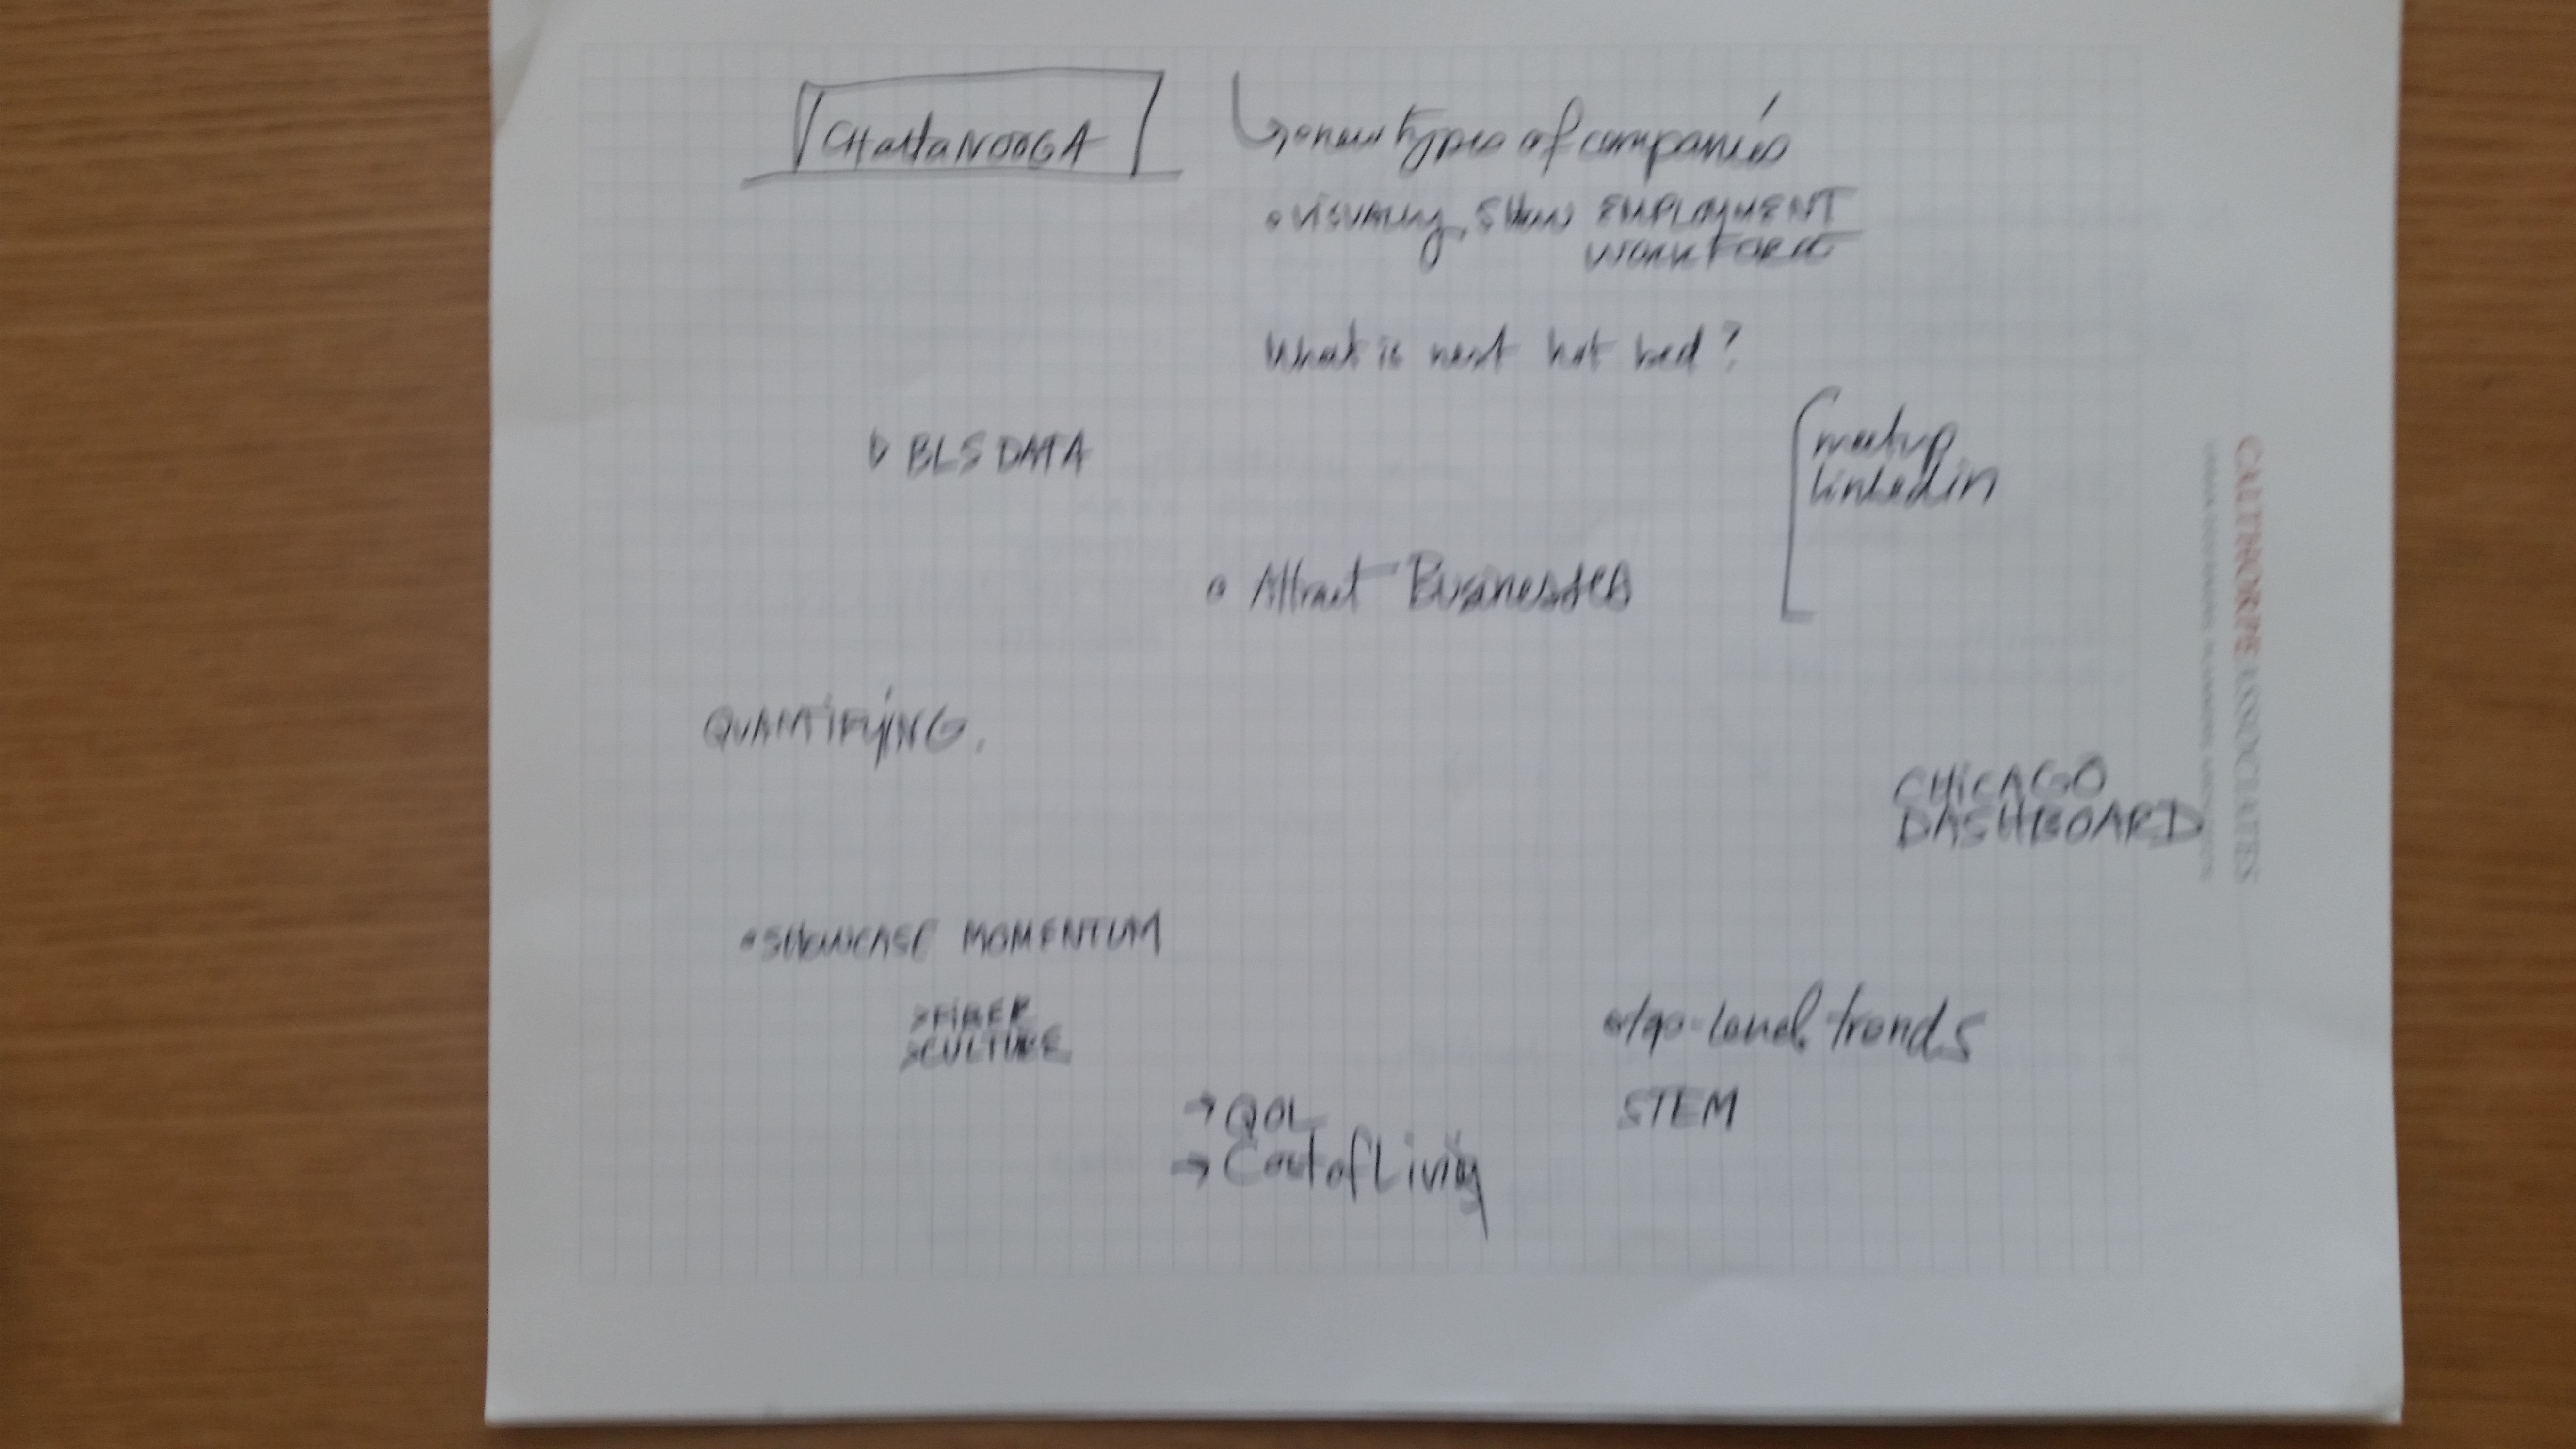 CHattaNOOGA
new types of companies
VISUALLY SHOW EMPLOYMENT
WORKFORCE
What is next hot bed?
BLS DATA
meetup
linkedin
Attract Businesses
QUANTIFYING.
CHICAGO
DASHBOARD
SHOWCASE MOMENTUM
>FIBER
>CULTURE
top-level trends
→ QOL
STEM
→ Cost of Living
CALTHORPE ASSOCIATES